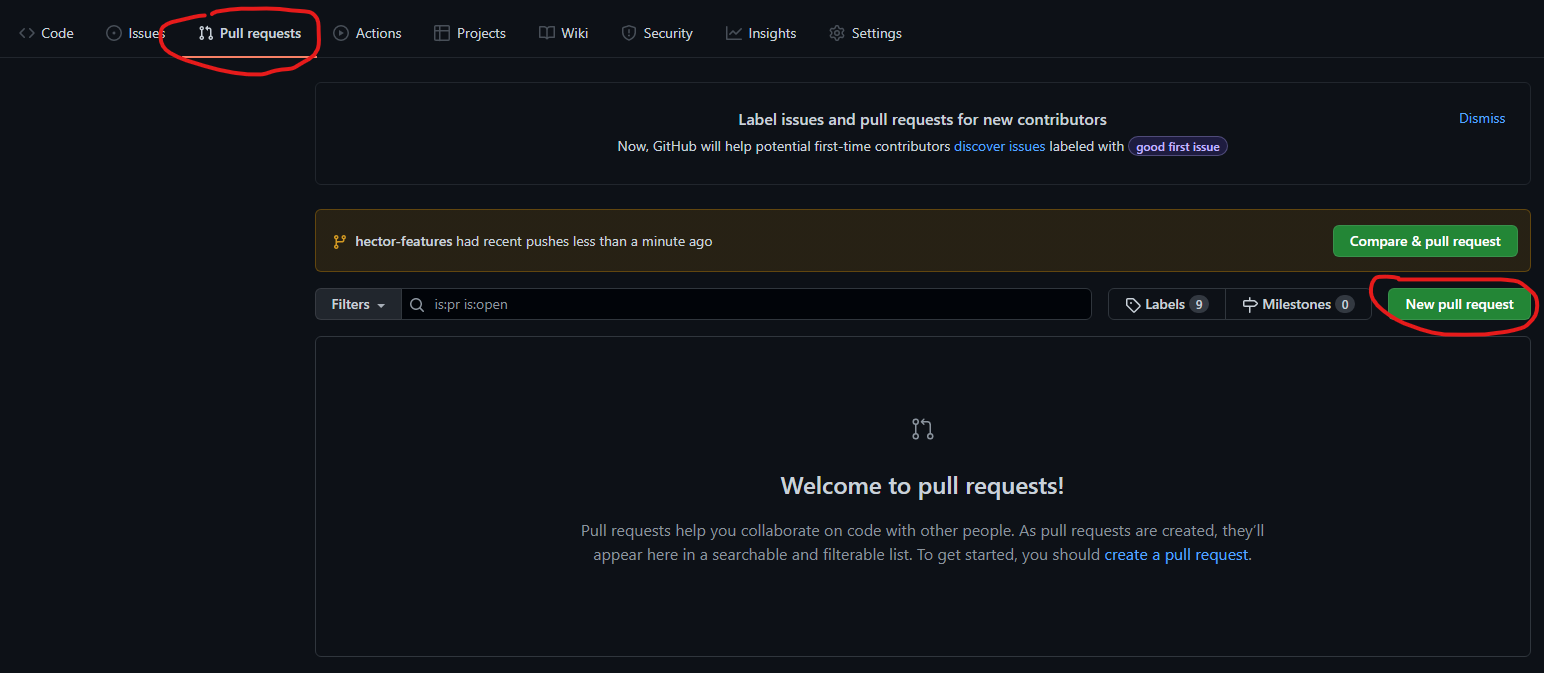 Code Issues Pull requests Actions Projects Wiki Security Insights Settings
Label issues and pull requests for new contributors
Dismiss
Now, GitHub will help potential first-time contributors discover issues labeled with good first issue
hector-features had recent pushes less than a minute ago
Compare & pull request
Filters is:pr is:open Labels 9 Milestones 0 New pull request
Welcome to pull requests!
Pull requests help you collaborate on code with other people. As pull requests are created, they’ll
appear here in a searchable and filterable list. To get started, you should create a pull request.